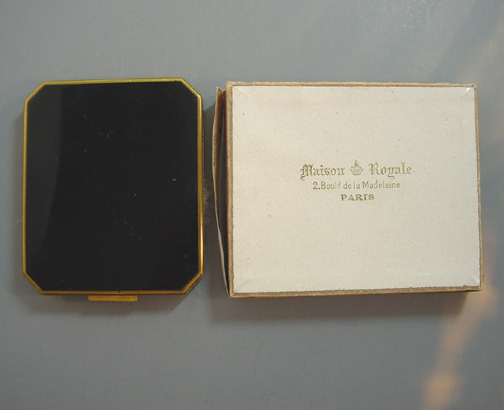 Maison Royale
2, Boulᵈ de la Madeleine
PARIS